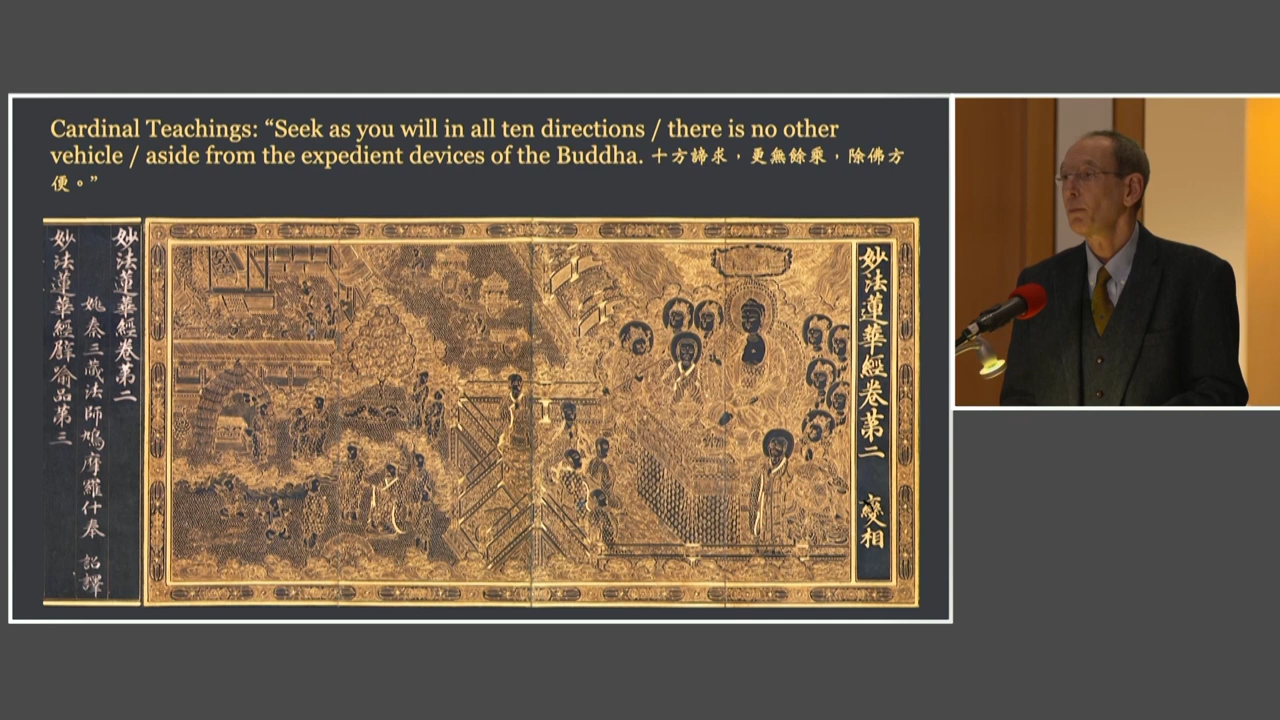 Cardinal Teachings: “Seek as you will in all ten directions / there is no other
vehicle / aside from the expedient devices of the Buddha. 十方諦求，更無餘乘，除佛方
便。”
妙法蓮華經卷第二 變相
妙法蓮華經卷第二
姚秦三藏法師鳩摩羅什奉 詔譯
妙法蓮華經譬喻品第三